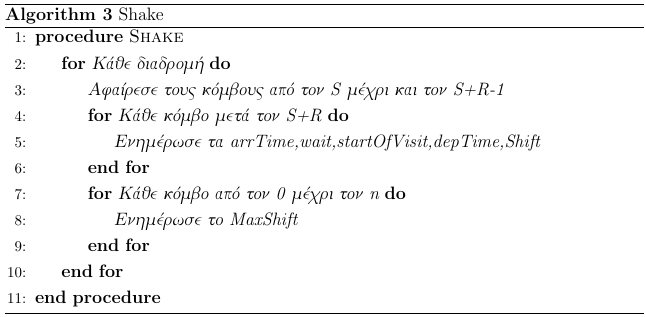 Algorithm 3 Shake
1: procedure SHAKE
2: for Κάθε διαδρομή do
3: Αφαίρεσε τους κόμβους από τον S μέχρι και τον S+R-1
4: for Κάθε κόμβο μετά τον S+R do
5: Ενημέρωσε τα arrTime,wait,startOfVisit,depTime,Shift
6: end for
7: for Κάθε κόμβο από τον 0 μέχρι τον n do
8: Ενημέρωσε το MaxShift
9: end for
10: end for
11: end procedure